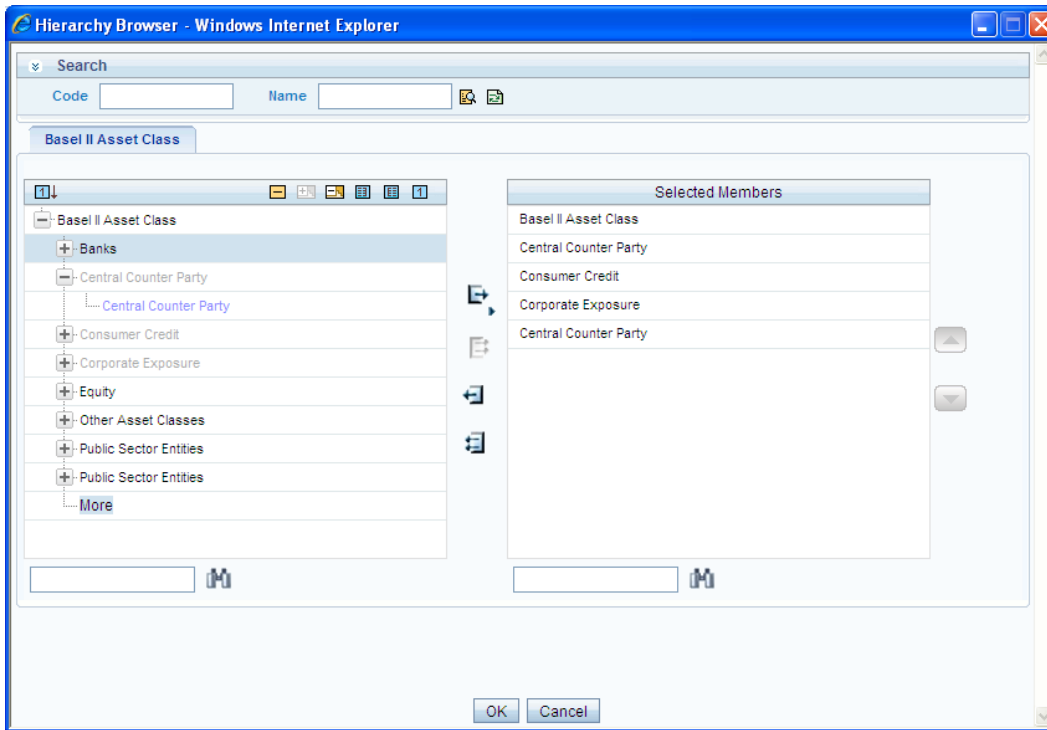 Hierarchy Browser - Windows Internet Explorer
Search
Code Name
Basel II Asset Class
Selected Members
Basel II Asset Class
Banks
Central Counter Party
Central Counter Party
Consumer Credit
Corporate Exposure
Equity
Other Asset Classes
Public Sector Entities
Public Sector Entities
More
Basel II Asset Class
Central Counter Party
Consumer Credit
Corporate Exposure
Central Counter Party
OK Cancel